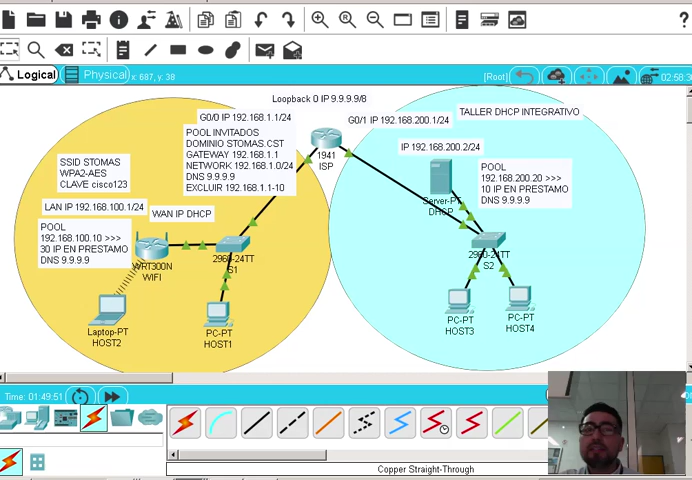 ?
Logical
Physical
x: 687, y: 38
[Root]
02:58:3
Loopback 0 IP 9.9.9.9/8
TALLER DHCP INTEGRATIVO
G0/0 IP 192.168.1.1/24
G0/1 IP 192.168.200.1/24
POOL INVITADOS
DOMINIO STOMAS.CST
GATEWAY 192.168.1.1
NETWORK 192.168.1.0/24
DNS 9.9.9.9
EXCLUIR 192.168.1.1-10
1941
ISP
IP 192.168.200.2/24
SSID STOMAS
WPA2-AES
CLAVE cisco123
POOL
192.168.200.20 >>>
10 IP EN PRESTAMO
DNS 9.9.9.9
Server-PT
DHCP
LAN IP 192.168.100.1/24
WAN IP DHCP
POOL
192.168.100.10 >>>
30 IP EN PRESTAMO
DNS 9.9.9.9
WRT300N
WIFI
2960-24TT
S1
2960-24TT
S2
Laptop-PT
HOST2
PC-PT
HOST1
PC-PT
HOST3
PC-PT
HOST4
Time: 01:49:51
Copper Straight-Through